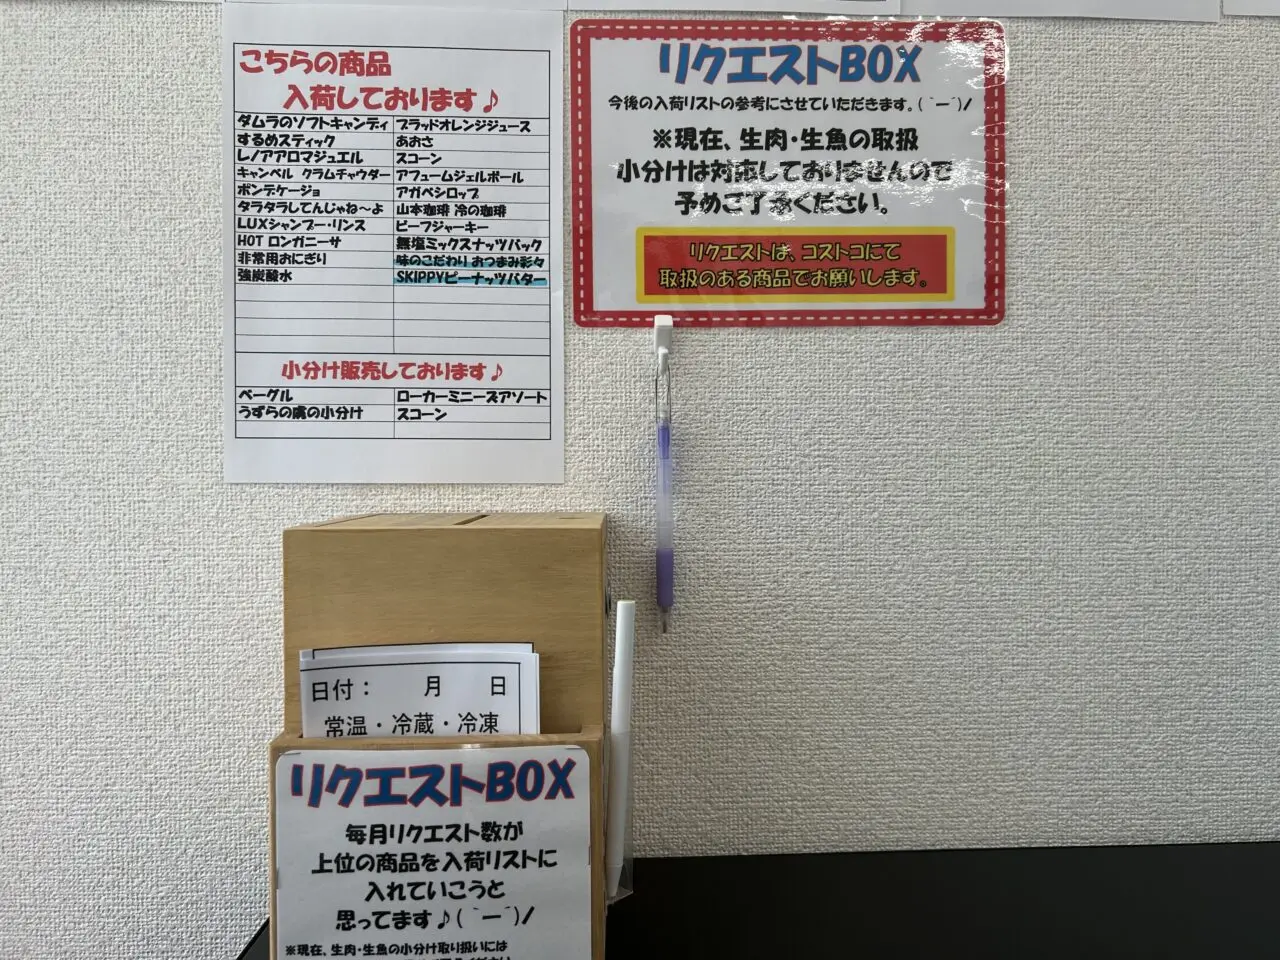 こちらの商品
入荷しております♪
ダムラのソフトキャンディ ブラッドオレンジジュース
するめスティック あおさ
レノアアロマジュエル スコーン
キャンベル クラムチャウダー アフュームジェルボール
ポンデケージョ アガベシロップ
タラタラしてんじゃね～よ 山本珈琲 冷の珈琲
LUXシャンプー・リンス ビーフジャーキー
HOT ロンガニーサ 無塩ミックスナッツパック
非常用おにぎり 味のこだわり おつまみ彩々
強炭酸水 SKIPPYピーナッツバター
小分け販売しております♪
ベーグル ローカーミニーズアソート
うずらの虜の小分け スコーン
リクエストBOX
今後の入荷リストの参考にさせていただきます。(￣ー￣)/
※現在、生肉・生魚の取扱
小分けは対応しておりませんので
予めご了承ください。
リクエストは、コストコにて
取扱のある商品でお願いします。
日付： 月 日
常温・冷蔵・冷凍
リクエストBOX
毎月リクエスト数が
上位の商品を入荷リストに
入れていこうと
思ってます♪(￣ー￣)/
※現在、生肉・生魚の小分け取り扱いには